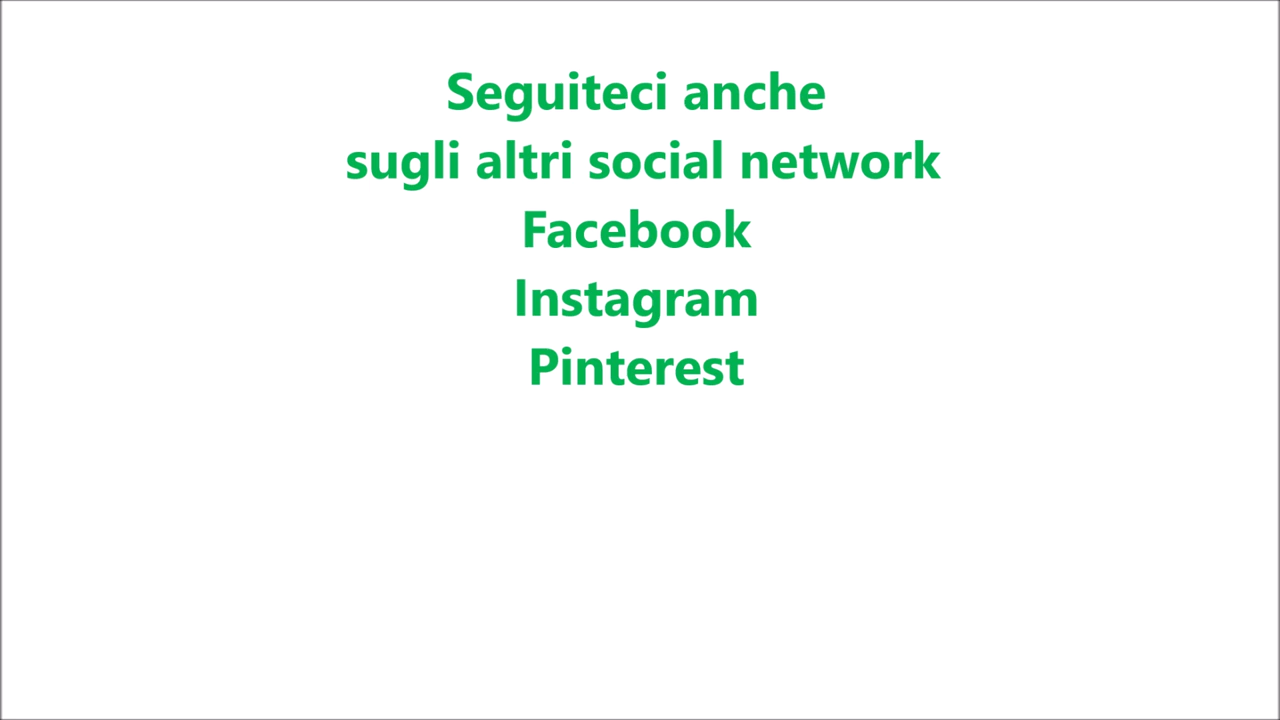 Seguiteci anche
sugli altri social network
Facebook
Instagram
Pinterest